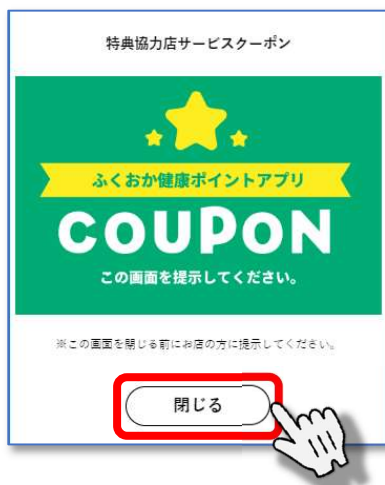 特典協力店サービスクーポン
ふくおか健康ポイントアプリ
COUPON
この画面を提示してください。
※この画面を閉じる前にお店の方に提示してください。
閉じる